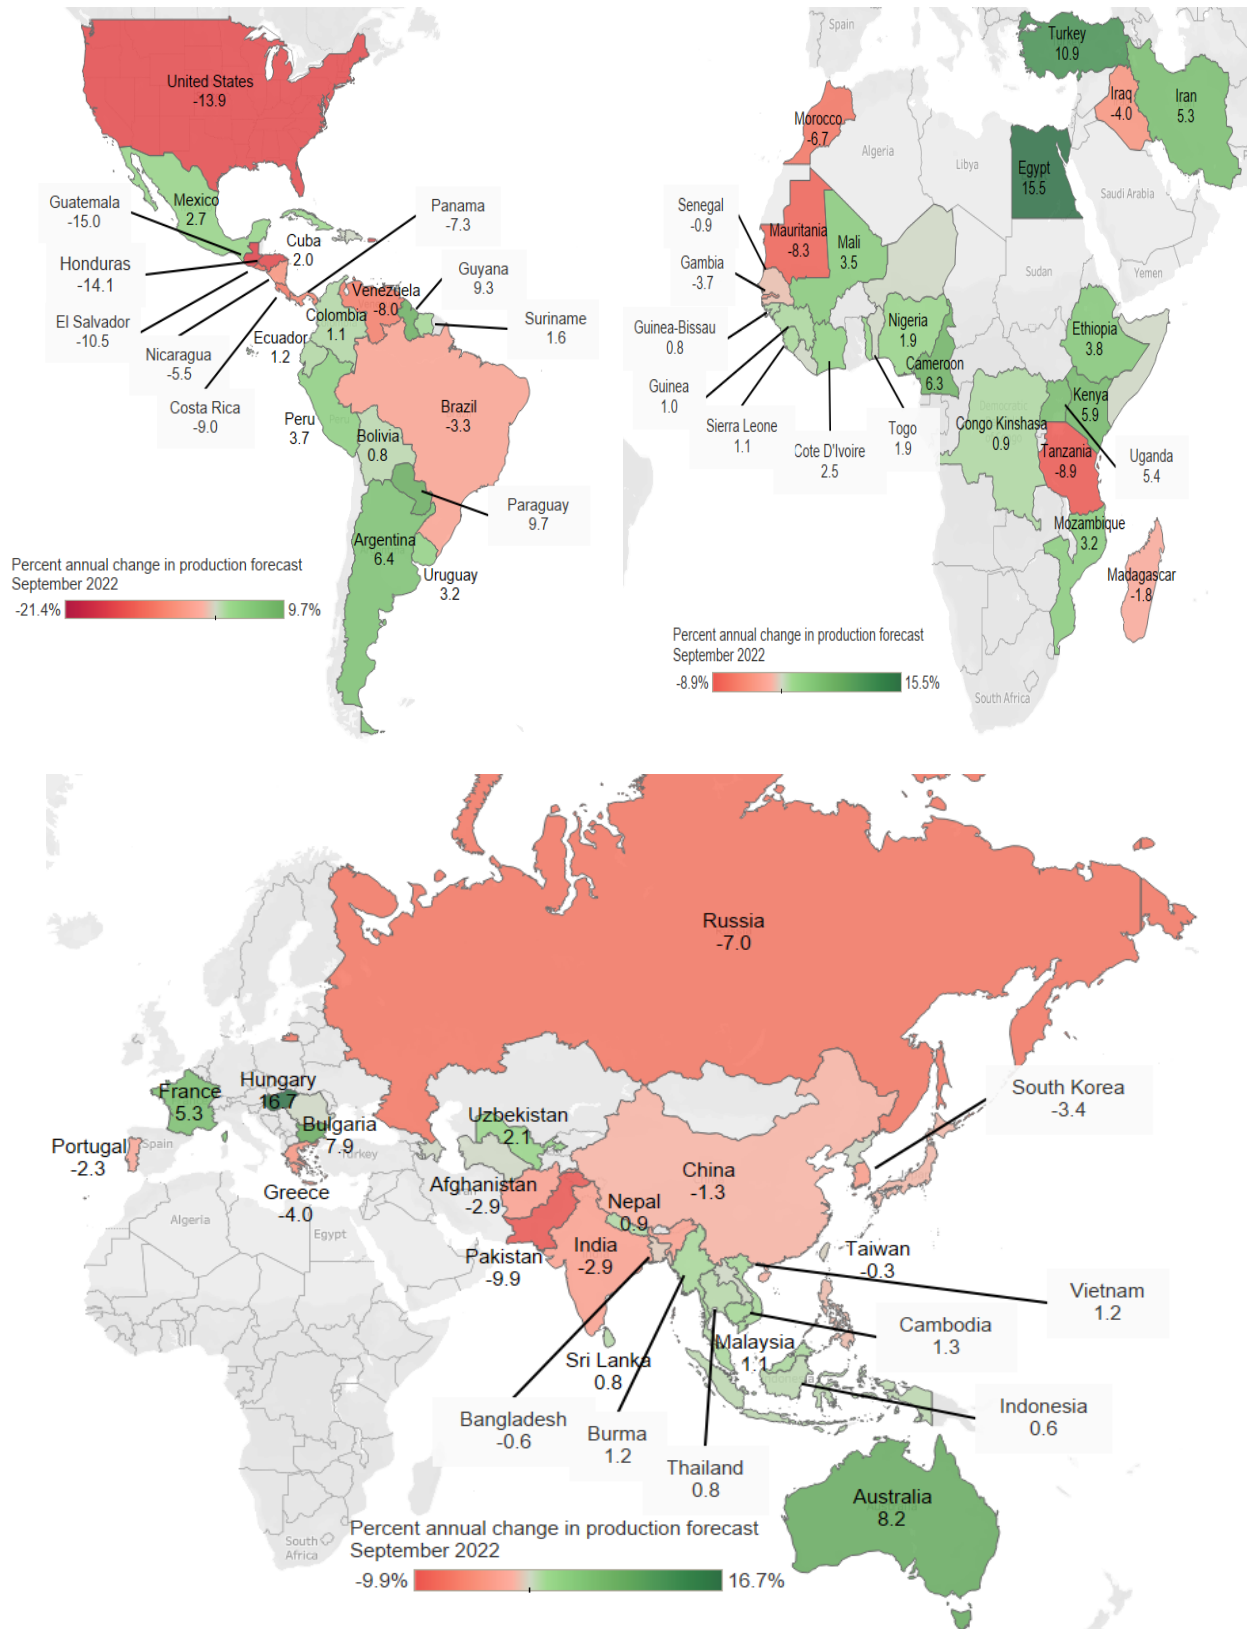 United States
-13.9
Guatemala
-15.0
Mexico
2.7
Panama
-7.3
Honduras
-14.1
Cuba
2.0
Guyana
9.3
Venezuela
-8.0
El Salvador
-10.5
Colombia
1.1
Suriname
1.6
Ecuador
1.2
Nicaragua
-5.5
Costa Rica
-9.0
Brazil
-3.3
Peru
3.7
Peru
Bolivia
0.8
Paraguay
9.7
Argentina
6.4
Uruguay
3.2
Percent annual change in production forecast
September 2022
-21.4%
9.7%
Spain
Turkey
10.9
Iraq
-4.0
Iran
5.3
Morocco
-6.7
Algeria
Libya
Egypt
15.5
Saudi Arabia
Senegal
-0.9
Mauritania
-8.3
Mali
3.5
Sudan
Yemen
Gambia
-3.7
Guinea-Bissau
0.8
Nigeria
1.9
Ethiopia
3.8
Cameroon
6.3
Guinea
1.0
Kenya
5.9
Sierra Leone
1.1
Togo
1.9
Democratic
Congo Kinshasa
0.9
Cote D'Ivoire
2.5
Tanzania
-8.9
Uganda
5.4
Mozambique
3.2
Madagascar
-1.8
Percent annual change in production forecast
September 2022
-8.9%
15.5%
South Africa
Russia
-7.0
France
5.3
Hungary
16.7
South Korea
-3.4
Bulgaria
7.9
Uzbekistan
2.1
Portugal
-2.3
Spain
Turkey
China
-1.3
Greece
-4.0
Afghanistan
-2.9
Nepal
0.9
Algeria
Egypt
Pakistan
-9.9
India
-2.9
Taiwan
-0.3
Vietnam
1.2
Cambodia
1.3
Malaysia
1.1
Sri Lanka
0.8
Indonesia
0.6
Bangladesh
-0.6
Burma
1.2
Thailand
0.8
Australia
8.2
Percent annual change in production forecast
September 2022
-9.9%
16.7%
South
Africa